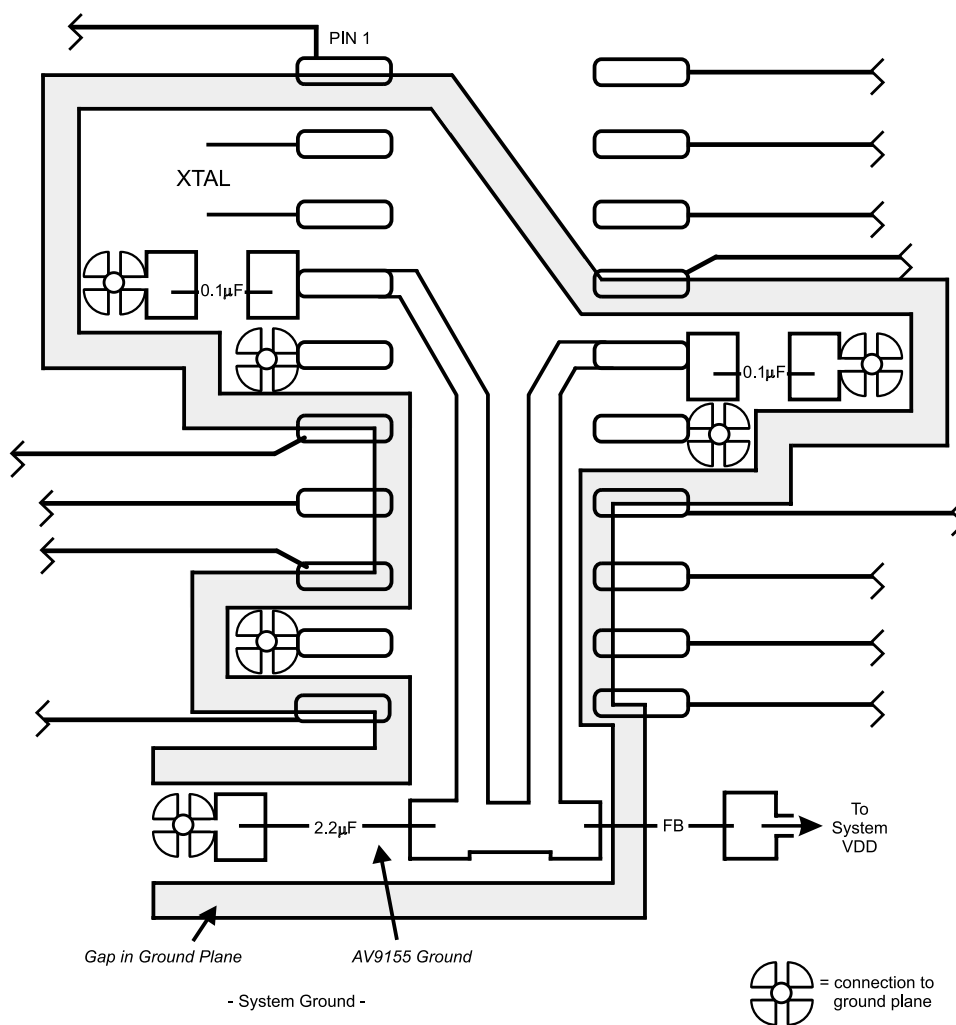 PIN 1
XTAL
0.1µF
0.1µF
2.2µF
FB
To
System
VDD
Gap in Ground Plane
AV9155 Ground
- System Ground -
= connection to
ground plane